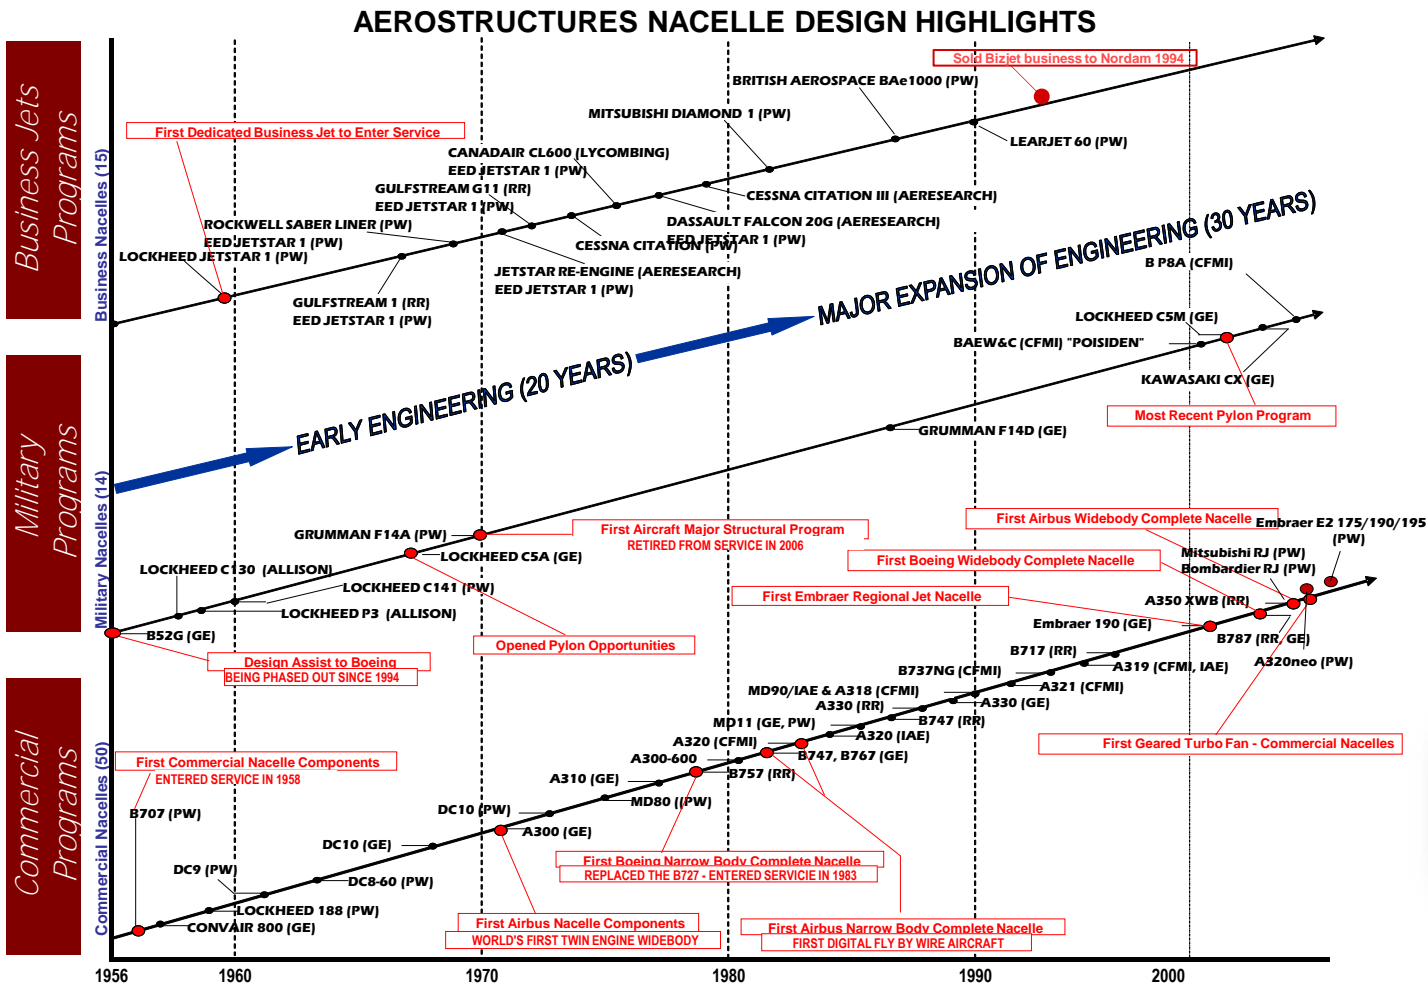 AEROSTRUCTURES NACELLE DESIGN HIGHLIGHTS
Business Jets
Programs
Business Nacelles (15)
Sold Bizjet business to Nordam 1994
BRITISH AEROSPACE BAe1000 (PW)
MITSUBISHI DIAMOND 1 (PW)
LEARJET 60 (PW)
First Dedicated Business Jet to Enter Service
CANADAIR CL600 (LYCOMBING)
EED JETSTAR 1 (PW)
GULFSTREAM G11 (RR)
EED JETSTAR 1 (PW)
CESSNA CITATION III (AERESEARCH)
ROCKWELL SABER LINER (PW)
EED JETSTAR 1 (PW)
DASSAULT FALCON 20G (AERESEARCH)
EED JETSTAR 1 (PW)
CESSNA CITATION (PW)
LOCKHEED JETSTAR 1 (PW)
JETSTAR RE-ENGINE (AERESEARCH)
EED JETSTAR 1 (PW)
GULFSTREAM 1 (RR)
EED JETSTAR 1 (PW)
EARLY ENGINEERING (20 YEARS)
MAJOR EXPANSION OF ENGINEERING (30 YEARS)
Military
Programs
Military Nacelles (14)
B P8A (CFMI)
LOCKHEED C5M (GE)
BAEW&C (CFMI) "POISIDEN"
KAWASAKI CX (GE)
Most Recent Pylon Program
GRUMMAN F14D (GE)
GRUMMAN F14A (PW)
First Aircraft Major Structural Program
RETIRED FROM SERVICE IN 2006
LOCKHEED C5A (GE)
LOCKHEED C130 (ALLISON)
LOCKHEED C141 (PW)
LOCKHEED P3 (ALLISON)
B52G (GE)
Opened Pylon Opportunities
Design Assist to Boeing
BEING PHASED OUT SINCE 1994
Commercial
Programs
Commercial Nacelles (50)
First Airbus Widebody Complete Nacelle
Embraer E2 175/190/195
(PW)
First Boeing Widebody Complete Nacelle
Mitsubishi RJ (PW)
Bombardier RJ (PW)
First Embraer Regional Jet Nacelle
A350 XWB (RR)
Embraer 190 (GE)
B787 (RR, GE)
A320neo (PW)
B717 (RR)
A319 (CFMI, IAE)
B737NG (CFMI)
A321 (CFMI)
MD90/IAE & A318 (CFMI)
A330 (GE)
A330 (RR)
B747 (RR)
MD11 (GE, PW)
A320 (IAE)
A320 (CFMI)
B747, B767 (GE)
First Geared Turbo Fan - Commercial Nacelles
A300-600
B757 (RR)
A310 (GE)
MD80 ((PW)
First Commercial Nacelle Components
ENTERED SERVICE IN 1958
B707 (PW)
DC10 (PW)
A300 (GE)
DC10 (GE)
First Boeing Narrow Body Complete Nacelle
REPLACED THE B727 - ENTERED SERVICIE IN 1983
DC9 (PW)
DC8-60 (PW)
LOCKHEED 188 (PW)
CONVAIR 800 (GE)
First Airbus Nacelle Components
WORLD'S FIRST TWIN ENGINE WIDEBODY
First Airbus Narrow Body Complete Nacelle
FIRST DIGITAL FLY BY WIRE AIRCRAFT
1956
1960
1970
1980
1990
2000